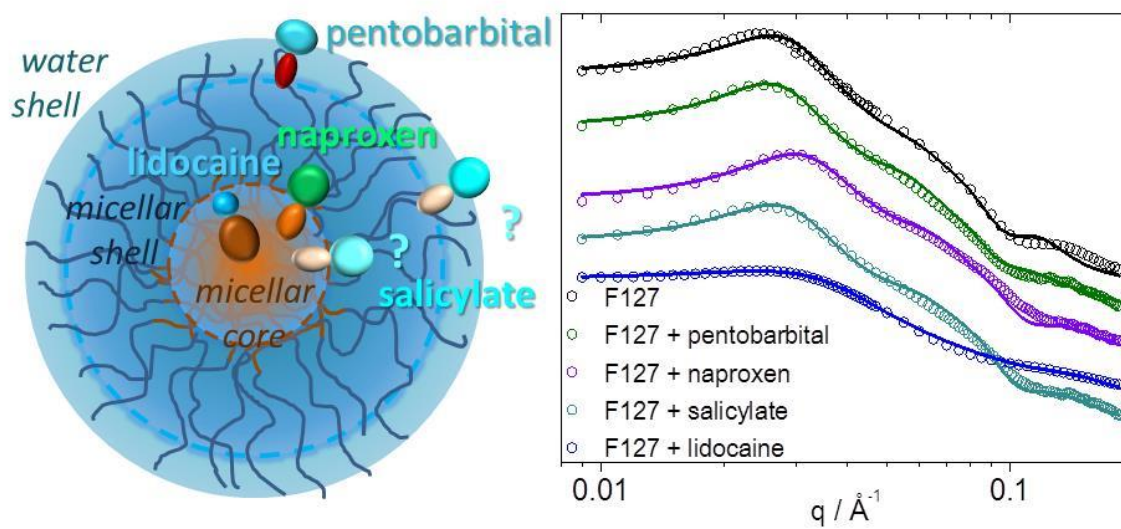 pentobarbital
water
shell
naproxen
lidocaine
micellar
shell
?
?
salicylate
micellar
core
F127
F127 + pentobarbital
F127 + naproxen
F127 + salicylate
F127 + lidocaine
0.01
0.1
q / Å-1